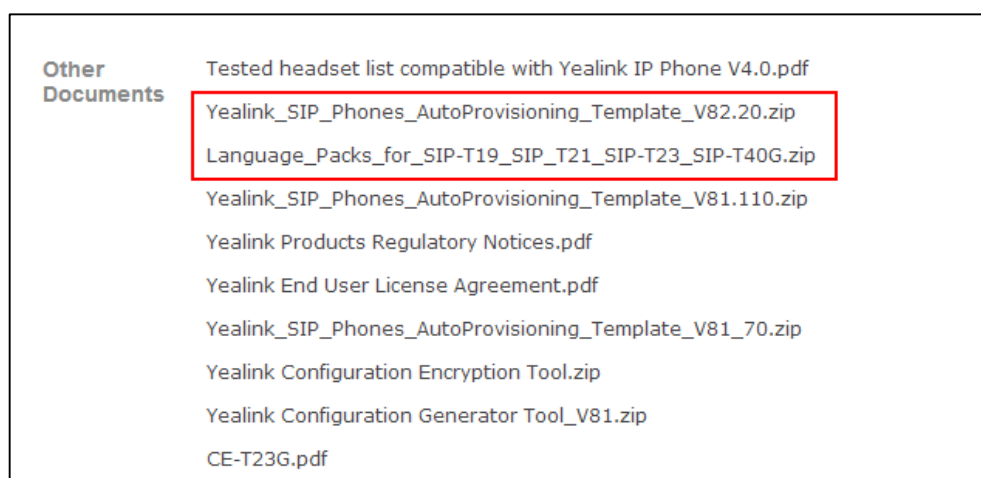 Other
Documents
Tested headset list compatible with Yealink IP Phone V4.0.pdf
Yealink_SIP_Phones_AutoProvisioning_Template_V82.20.zip
Language_Packs_for_SIP-T19_SIP_T21_SIP-T23_SIP-T40G.zip
Yealink_SIP_Phones_AutoProvisioning_Template_V81.110.zip
Yealink Products Regulatory Notices.pdf
Yealink End User License Agreement.pdf
Yealink_SIP_Phones_AutoProvisioning_Template_V81_70.zip
Yealink Configuration Encryption Tool.zip
Yealink Configuration Generator Tool_V81.zip
CE-T23G.pdf